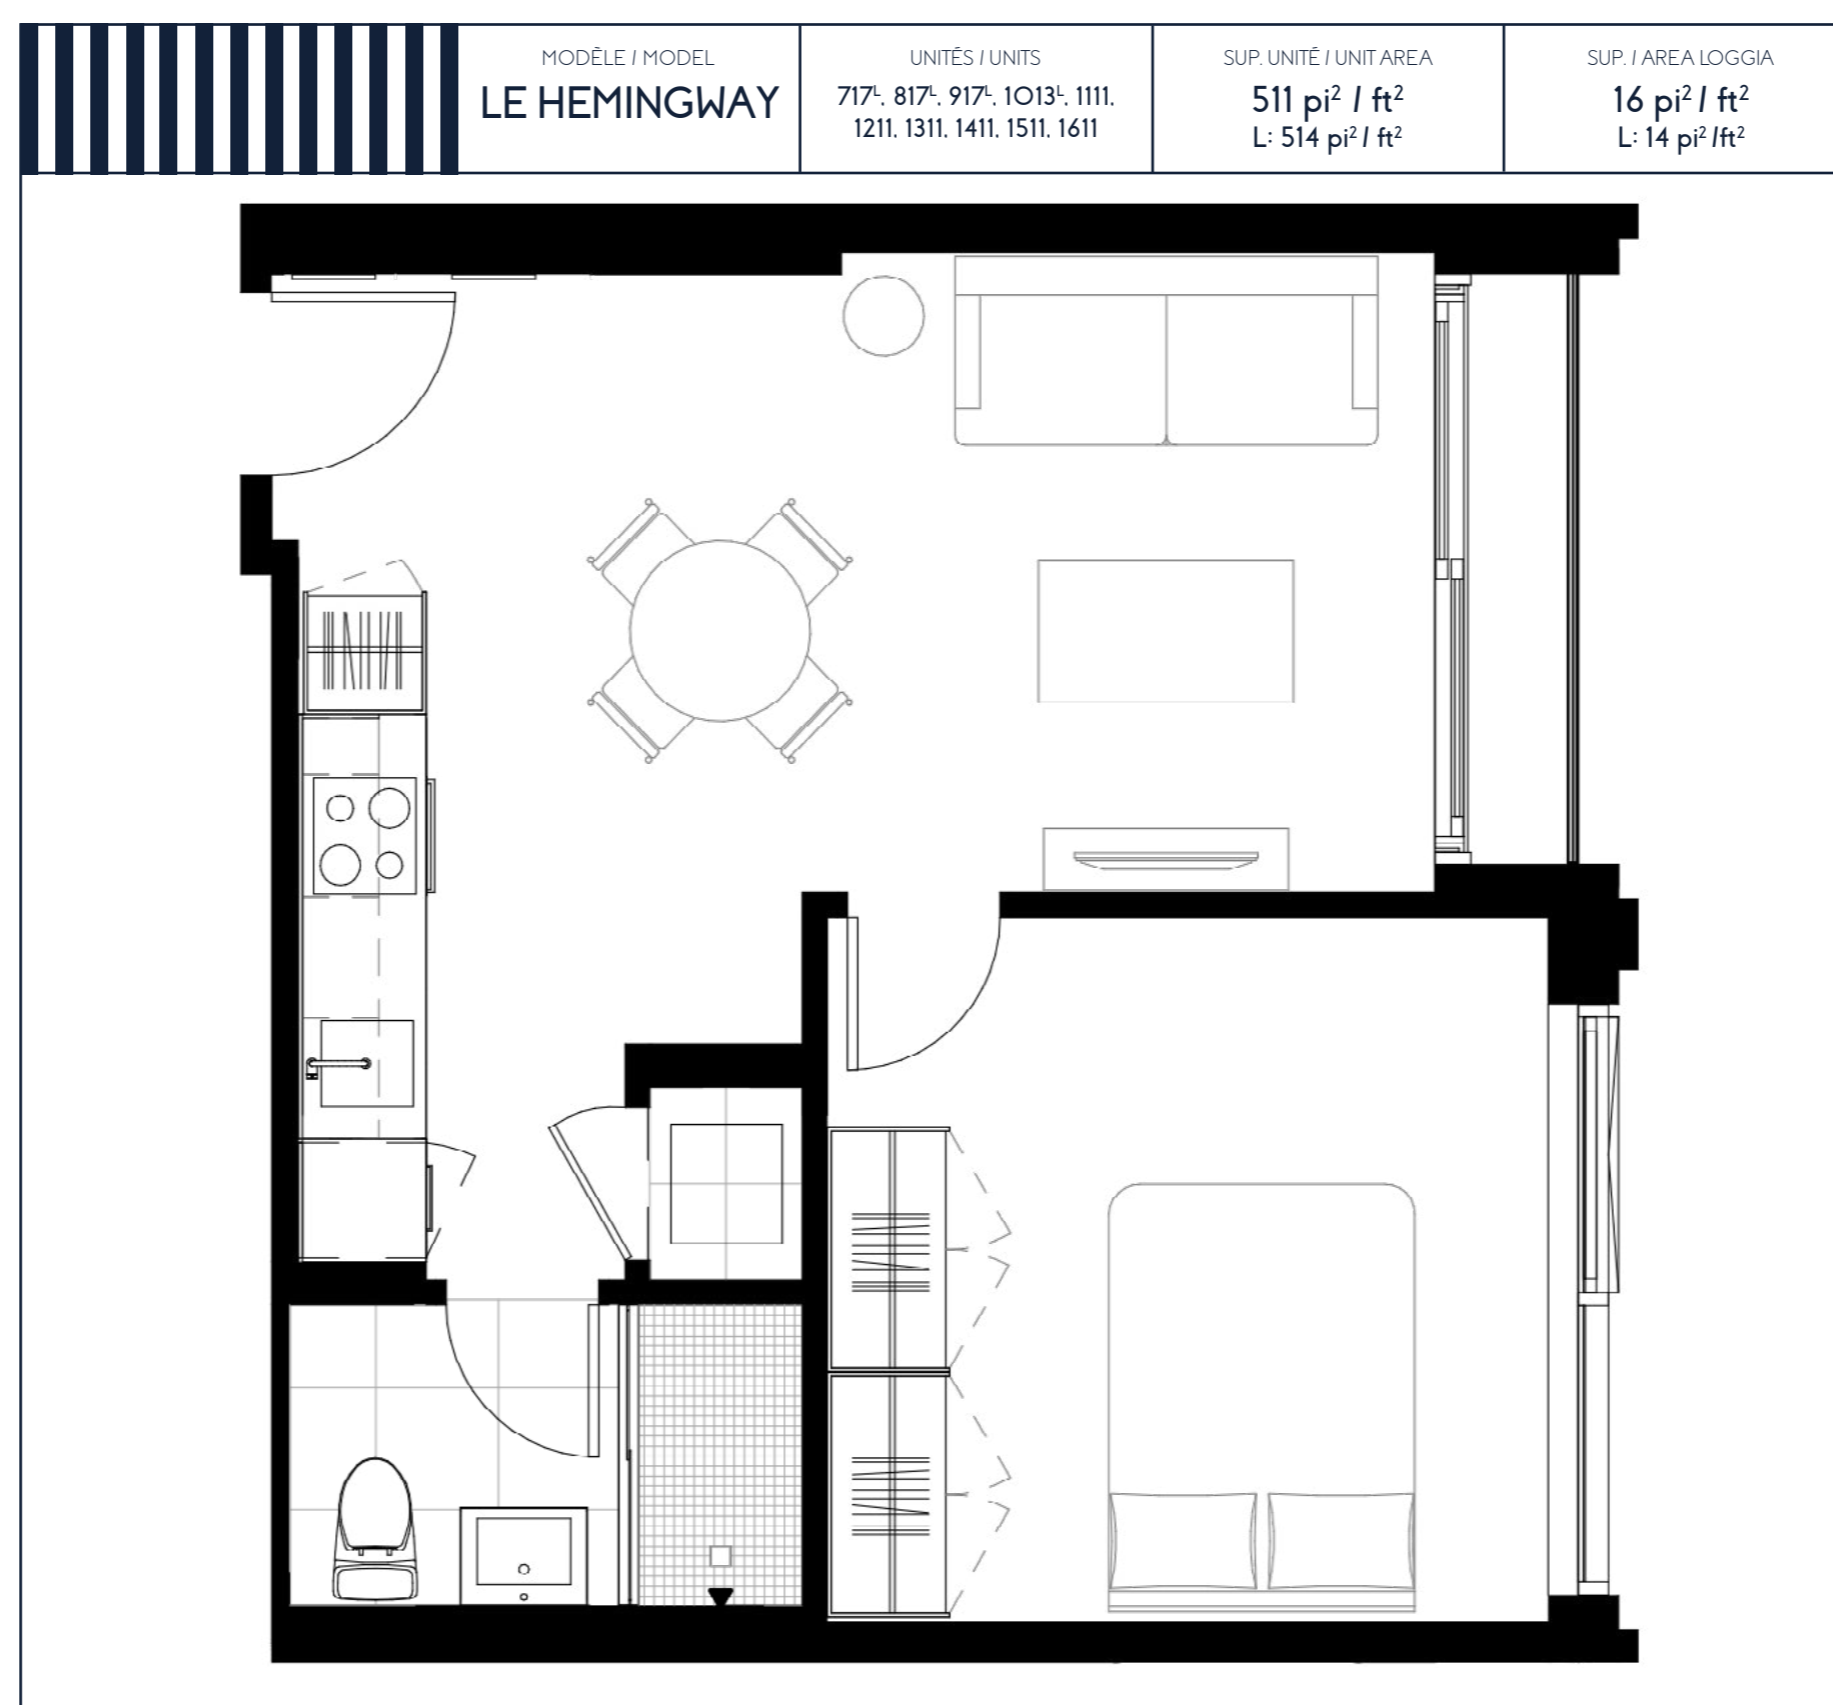 MODÈLE / MODEL
LE HEMINGWAY
UNITÉS / UNITS
717ᴸ, 817ᴸ, 917ᴸ, 1013ᴸ, 1111,
1211, 1311, 1411, 1511, 1611
SUP. UNITÉ / UNIT AREA
511 pi² / ft²
L: 514 pi² / ft²
SUP. / AREA LOGGIA
16 pi² / ft²
L: 14 pi² /ft²